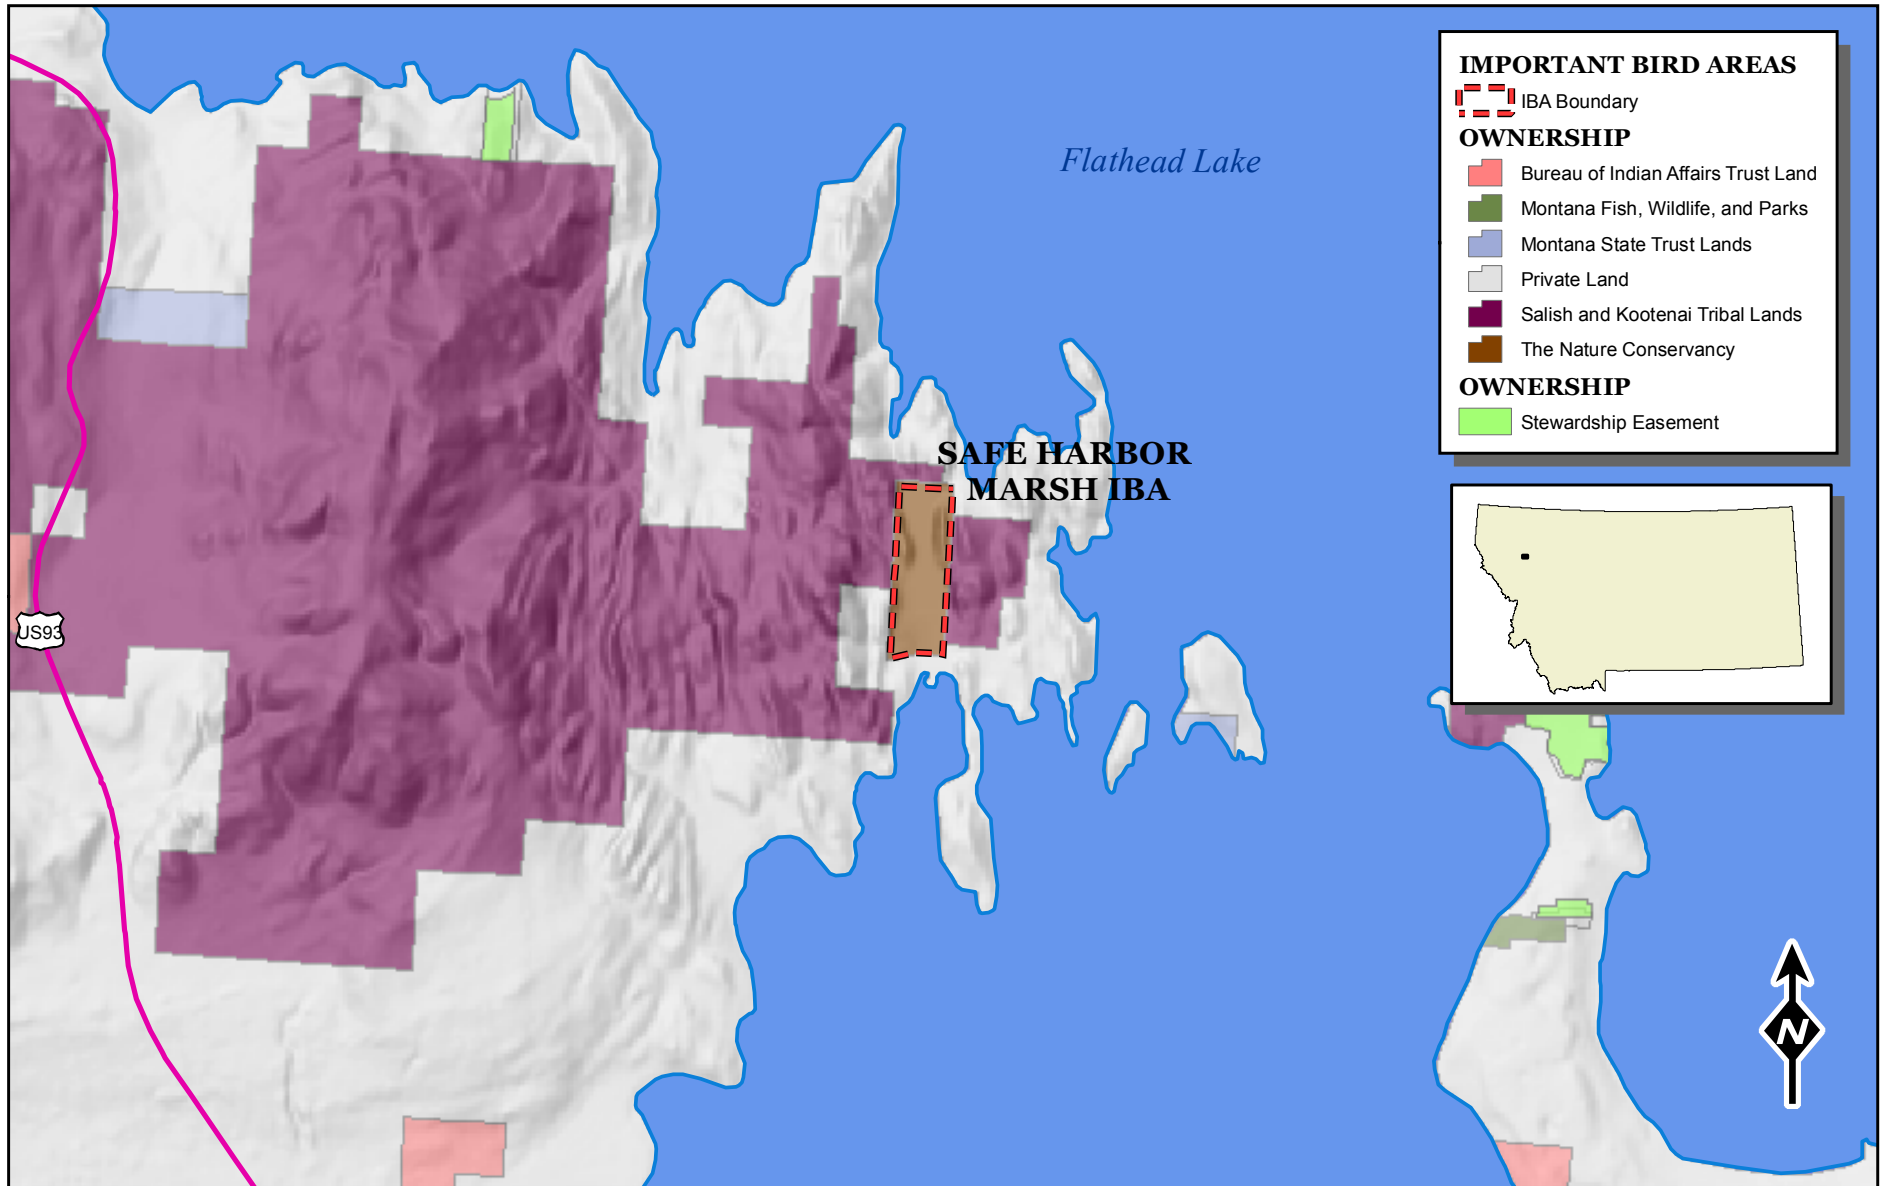 IMPORTANT BIRD AREAS
IBA Boundary
OWNERSHIP
Bureau of Indian Affairs Trust Land
Montana Fish, Wildlife, and Parks
Montana State Trust Lands
Private Land
Salish and Kootenai Tribal Lands
The Nature Conservancy
OWNERSHIP
Stewardship Easement
Flathead Lake
SAFE HARBOR
MARSH IBA
US93
N